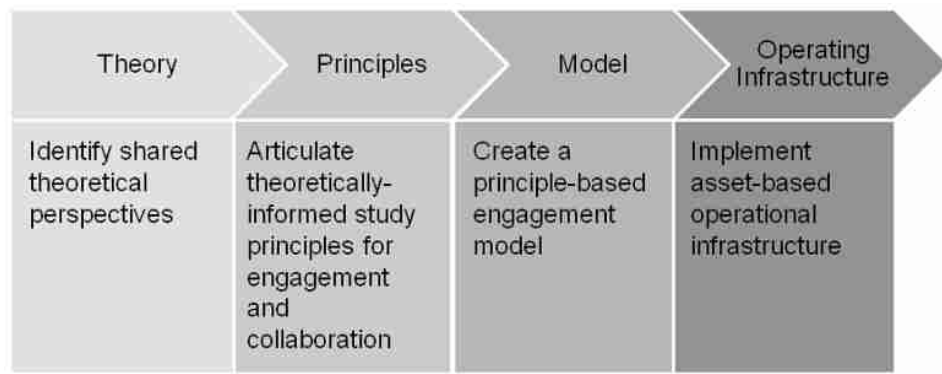 Theory
Principles
Model
Operating
Infrastructure
Identify shared
theoretical
perspectives
Articulate
theoretically-
informed study
principles for
engagement
and
collaboration
Create a
principle-based
engagement
model
Implement
asset-based
operational
infrastructure